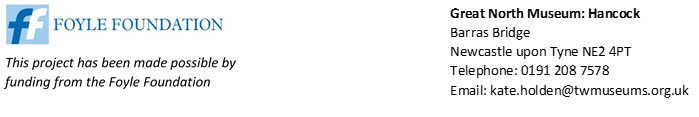 FOYLE FOUNDATION
This project has been made possible by
funding from the Foyle Foundation
Great North Museum: Hancock
Barras Bridge
Newcastle upon Tyne NE2 4PT
Telephone: 0191 208 7578
Email: kate.holden@twmuseums.org.uk